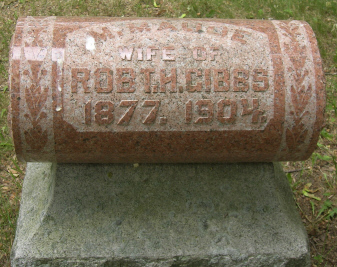 WIFE OF
ROBT. H. GIBBS
1877. 1904.